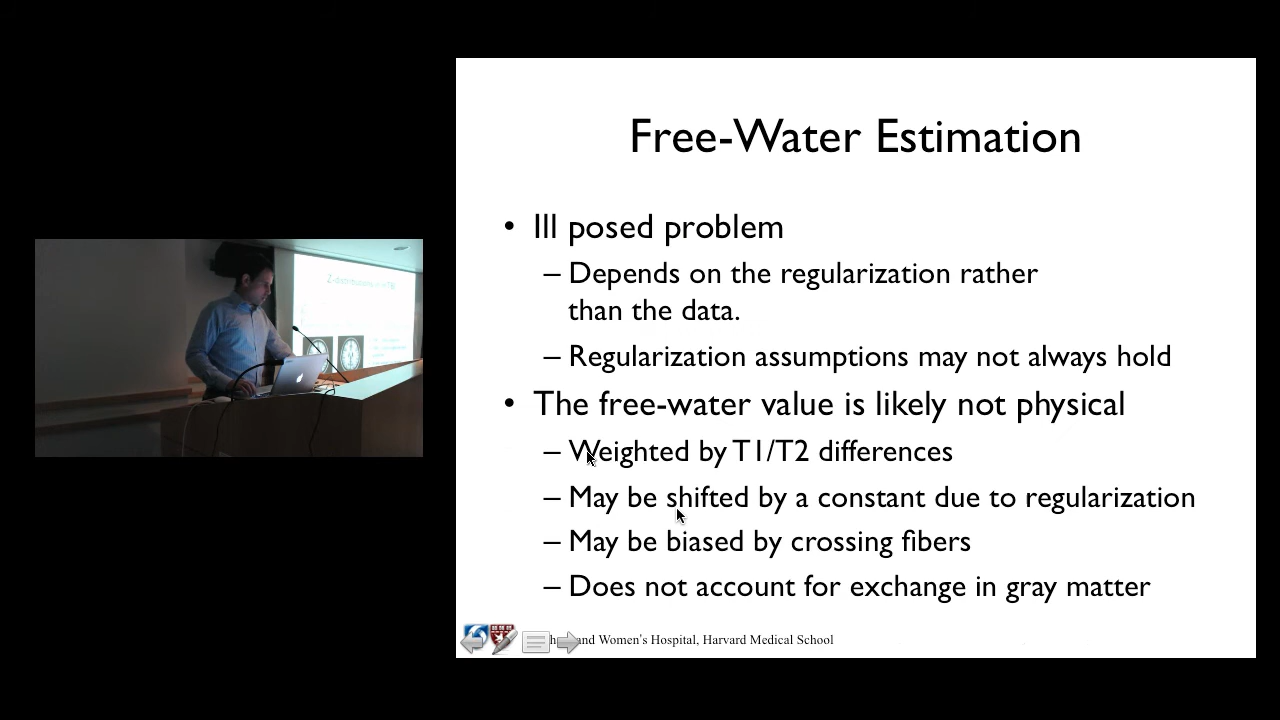 Free-Water Estimation
• Ill posed problem
– Depends on the regularization rather
than the data.
– Regularization assumptions may not always hold
• The free-water value is likely not physical
– Weighted by T1/T2 differences
– May be shifted by a constant due to regularization
– May be biased by crossing fibers
– Does not account for exchange in gray matter
and Women's Hospital, Harvard Medical School